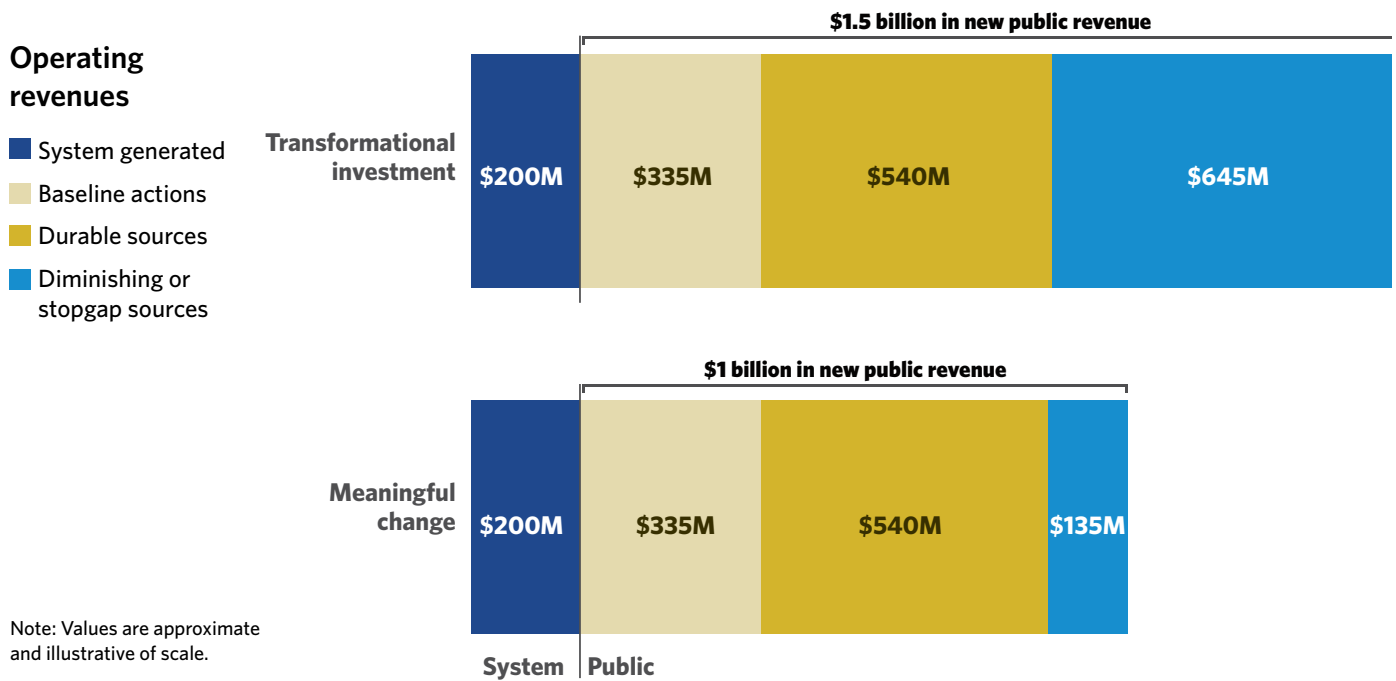 $1.5 billion in new public revenue
Operating
revenues
System generated
Baseline actions
Durable sources
Diminishing or
stopgap sources
Transformational
investment
$200M
$335M
$540M
$645M
$1 billion in new public revenue
Meaningful
change
$200M
$335M
$540M
$135M
Note: Values are approximate
and illustrative of scale.
System
Public